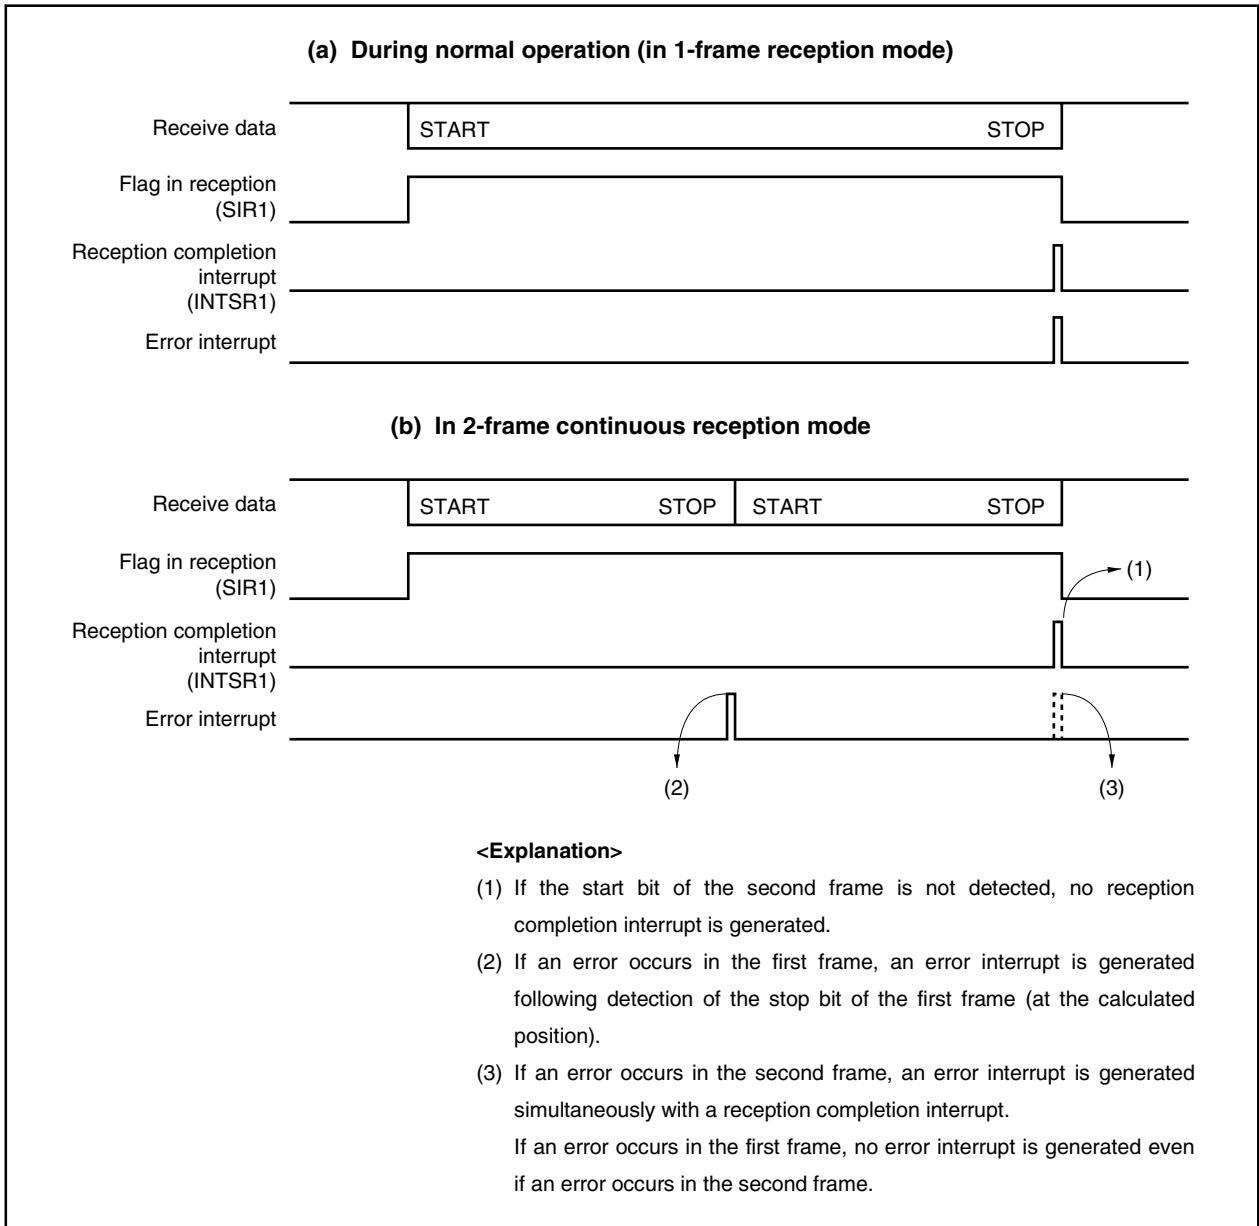 (a) During normal operation (in 1-frame reception mode)
Receive data
START
STOP
Flag in reception
(SIR1)
Reception completion
interrupt
(INTSR1)
Error interrupt
(b) In 2-frame continuous reception mode
Receive data
START
STOP
START
STOP
Flag in reception
(SIR1)
(1)
Reception completion
interrupt
(INTSR1)
Error interrupt
(2)
(3)
<Explanation>
(1) If the start bit of the second frame is not detected, no reception
completion interrupt is generated.
(2) If an error occurs in the first frame, an error interrupt is generated
following detection of the stop bit of the first frame (at the calculated
position).
(3) If an error occurs in the second frame, an error interrupt is generated
simultaneously with a reception completion interrupt.
If an error occurs in the first frame, no error interrupt is generated even
if an error occurs in the second frame.